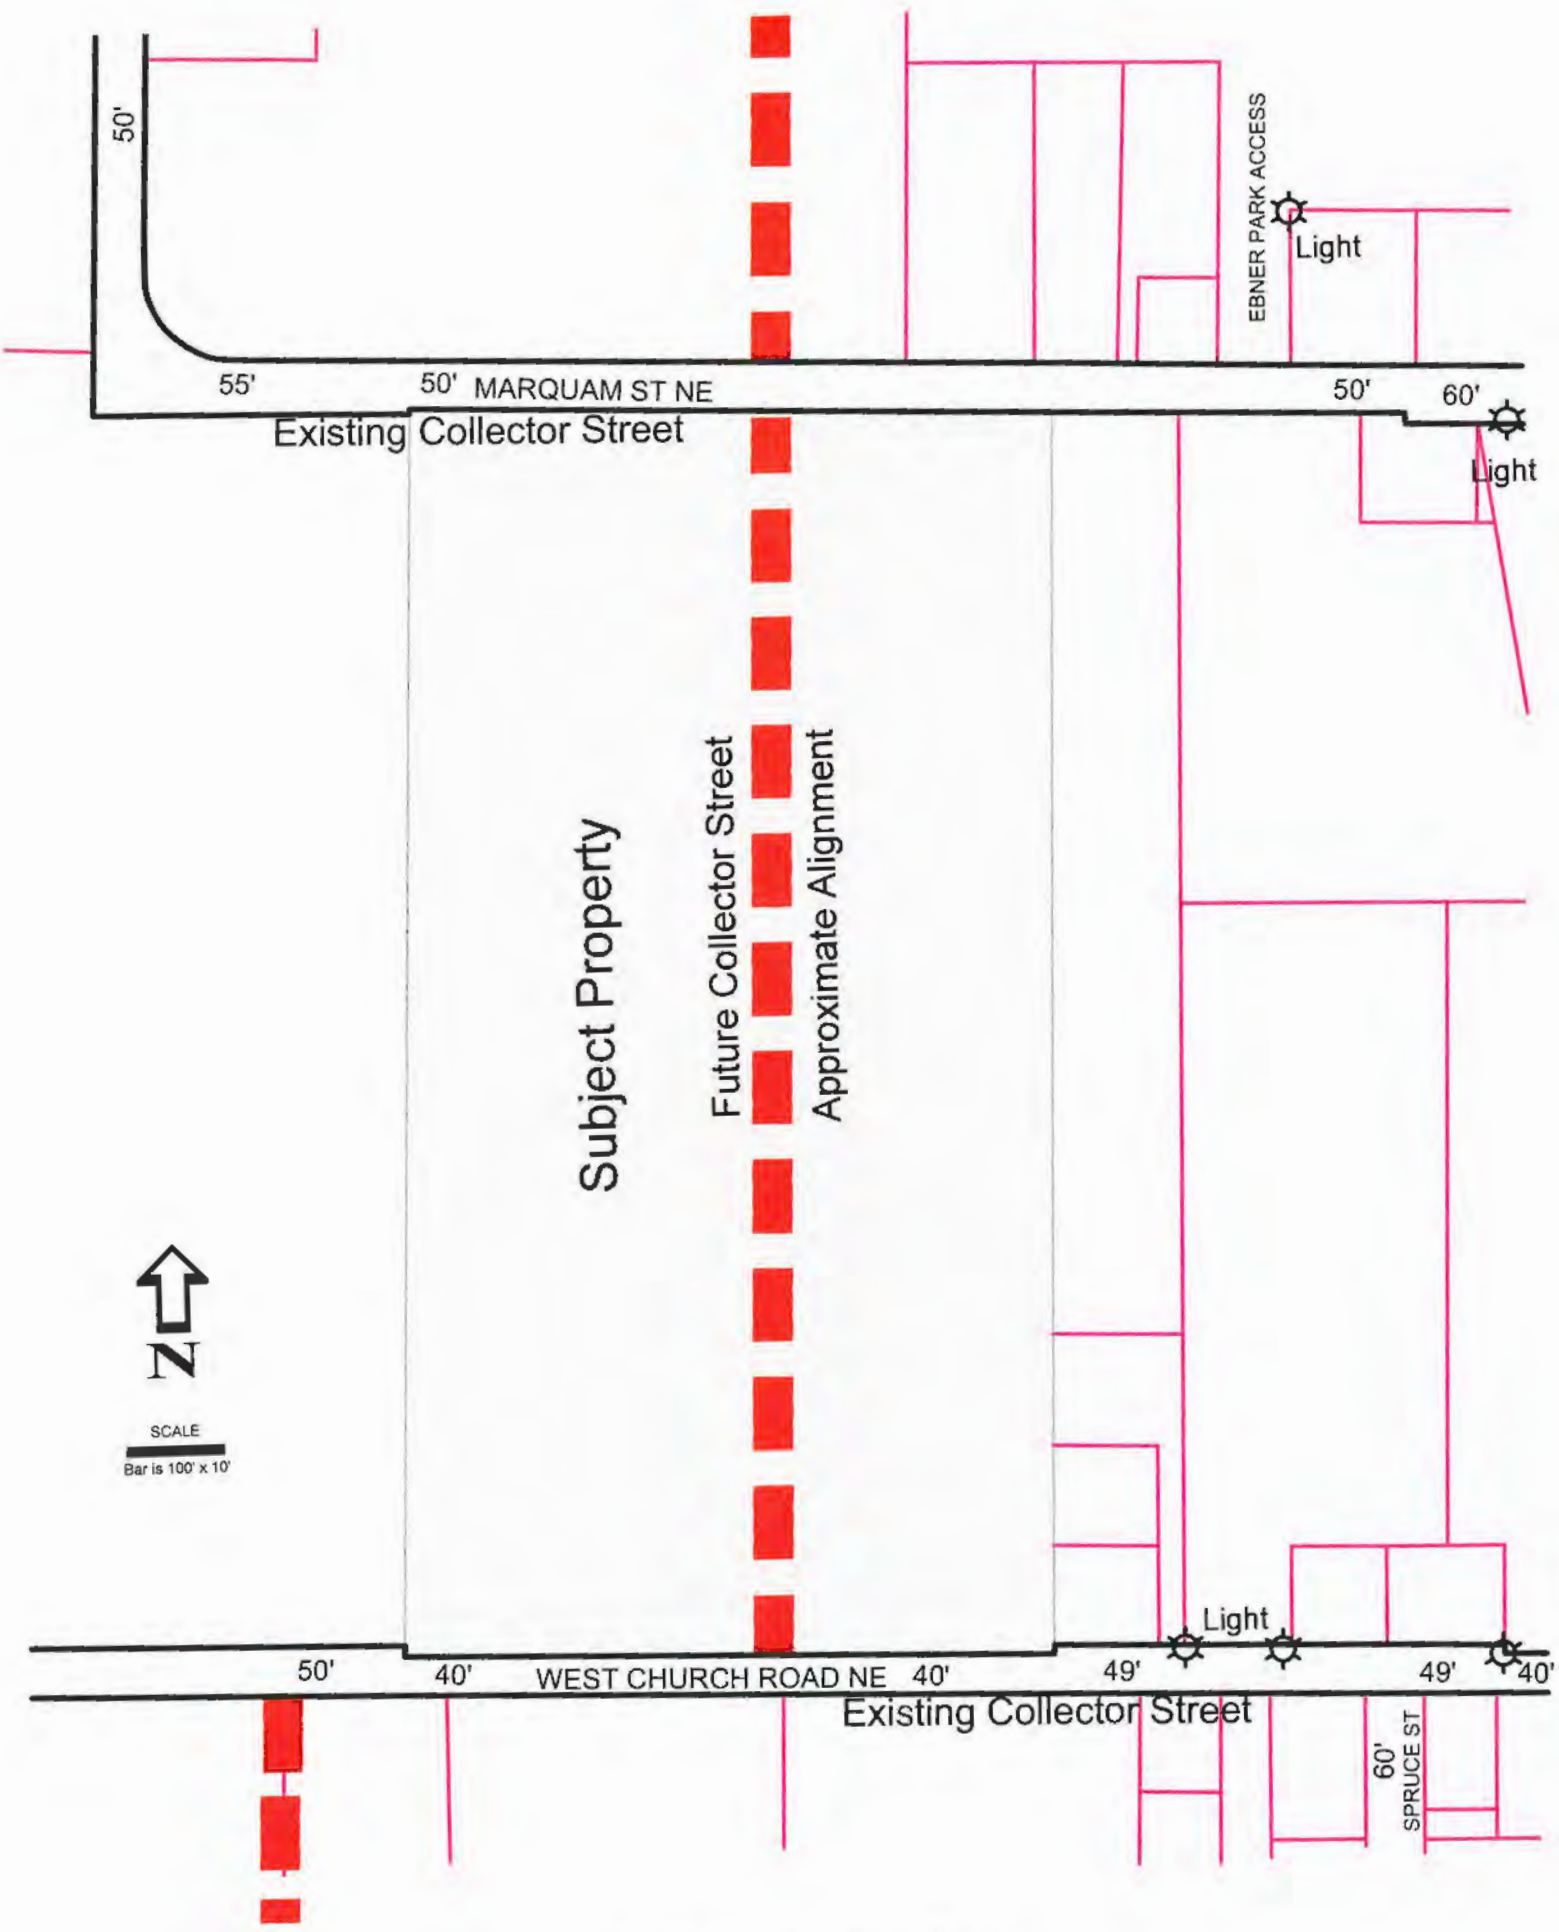 50'
EBNER PARK ACCESS
Light
55'
50'
MARQUAM ST NE
50'
60'
Existing Collector Street
Light
Subject Property
Future Collector Street
Approximate Alignment
N
SCALE
Bar is 100' x 10'
Light
50'
40'
WEST CHURCH ROAD NE
40'
49'
49'
40'
Existing Collector Street
60'
SPRUCE ST